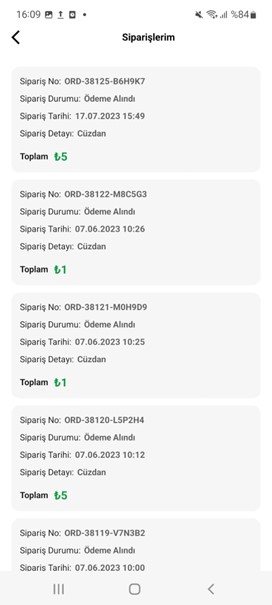 16:09 %84
Siparişlerim
Sipariş No: ORD-38125-B6H9K7
Sipariş Durumu: Ödeme Alındı
Sipariş Tarihi: 17.07.2023 15:49
Sipariş Detayı: Cüzdan
Toplam ₺5
Sipariş No: ORD-38122-M8C5G3
Sipariş Durumu: Ödeme Alındı
Sipariş Tarihi: 07.06.2023 10:26
Sipariş Detayı: Cüzdan
Toplam ₺1
Sipariş No: ORD-38121-M0H9D9
Sipariş Durumu: Ödeme Alındı
Sipariş Tarihi: 07.06.2023 10:25
Sipariş Detayı: Cüzdan
Toplam ₺1
Sipariş No: ORD-38120-L5P2H4
Sipariş Durumu: Ödeme Alındı
Sipariş Tarihi: 07.06.2023 10:12
Sipariş Detayı: Cüzdan
Toplam ₺5
Sipariş No: ORD-38119-V7N3B2
Sipariş Durumu: Ödeme Alındı
Sipariş Tarihi: 07.06.2023 10:00